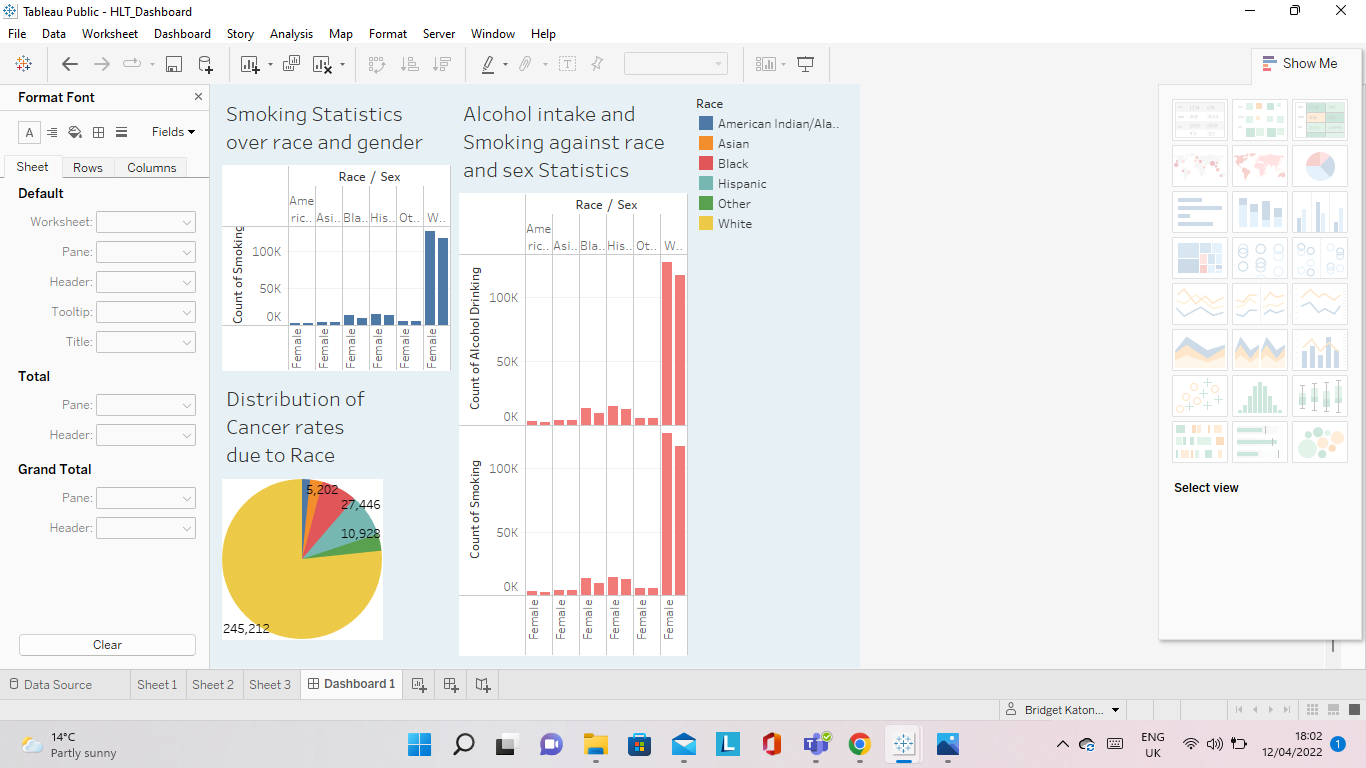 Tableau Public - HLT_Dashboard
File Data Worksheet Dashboard Story Analysis Map Format Server Window Help
Show Me
Format Font
A Fields
Sheet Rows Columns
Default
Worksheet:
Pane:
Header:
Tooltip:
Title:
Total
Pane:
Header:
Grand Total
Pane:
Header:
Clear
Smoking Statistics
over race and gender
Race / Sex
Ame
ric.. Asi.. Bla.. His.. Ot.. W..
Count of Smoking
100K
50K
0K
Female Female Female Female Female Female
Distribution of
Cancer rates
due to Race
5,202
27,446
10,928
245,212
Alcohol intake and
Smoking against race
and sex Statistics
Race / Sex
Ame
ric.. Asi.. Bla.. His.. Ot.. W..
Count of Alcohol Drinking
100K
50K
0K
Count of Smoking
100K
50K
0K
Female Female Female Female Female Female
Race
American Indian/Ala..
Asian
Black
Hispanic
Other
White
Select view
Data Source Sheet 1 Sheet 2 Sheet 3 Dashboard 1
Bridget Katon...
14°C
Partly sunny
L
ENG
UK
18:02
12/04/2022
1